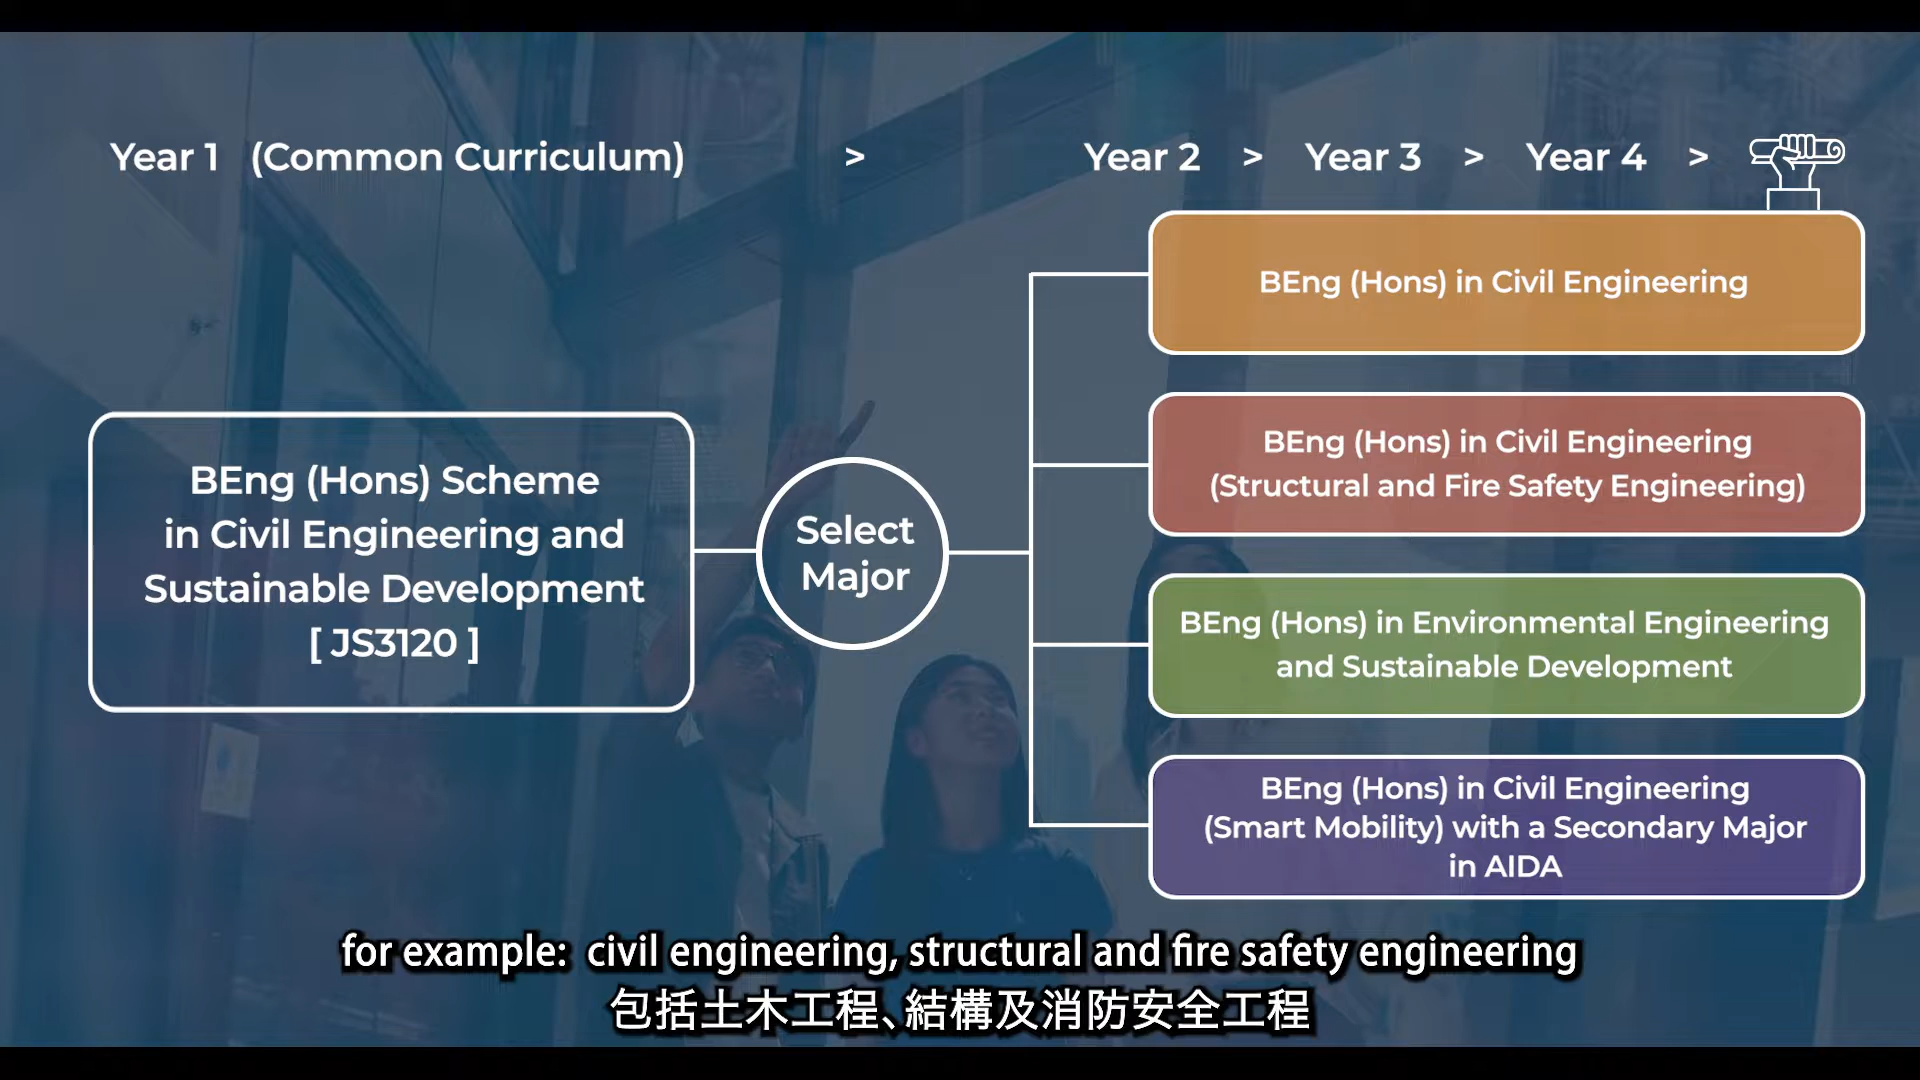 Year 1 (Common Curriculum) > Year 2 > Year 3 > Year 4 >
BEng (Hons) Scheme
in Civil Engineering and
Sustainable Development
[ JS3120 ]
Select
Major
BEng (Hons) in Civil Engineering
BEng (Hons) in Civil Engineering
(Structural and Fire Safety Engineering)
BEng (Hons) in Environmental Engineering
and Sustainable Development
BEng (Hons) in Civil Engineering
(Smart Mobility) with a Secondary Major
in AIDA
for example: civil engineering, structural and fire safety engineering
包括土木工程、結構及消防安全工程